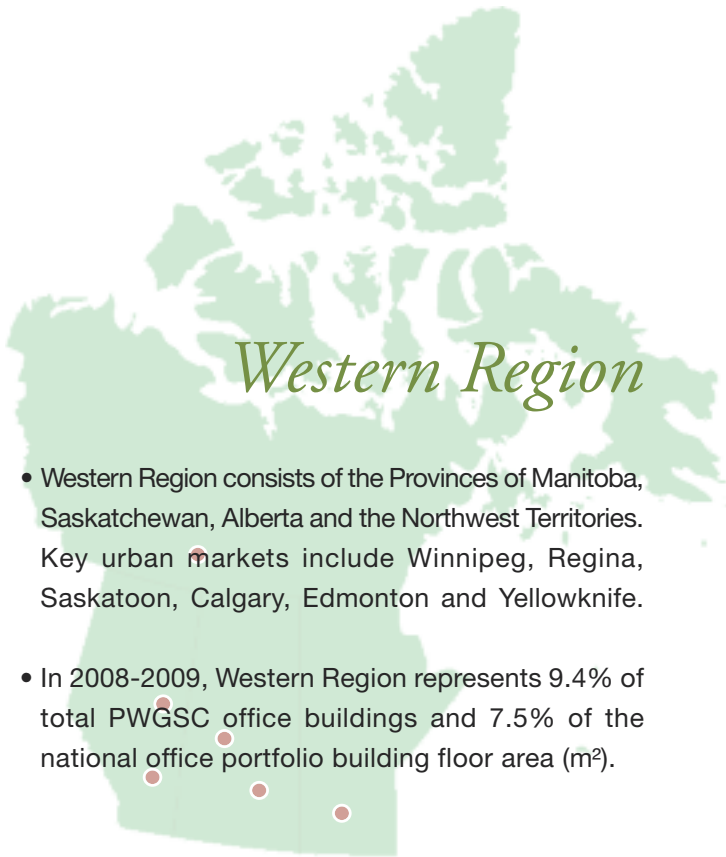 Western Region
• Western Region consists of the Provinces of Manitoba,
Saskatchewan, Alberta and the Northwest Territories.
Key urban markets include Winnipeg, Regina,
Saskatoon, Calgary, Edmonton and Yellowknife.
• In 2008-2009, Western Region represents 9.4% of
total PWGSC office buildings and 7.5% of the
national office portfolio building floor area (m²).